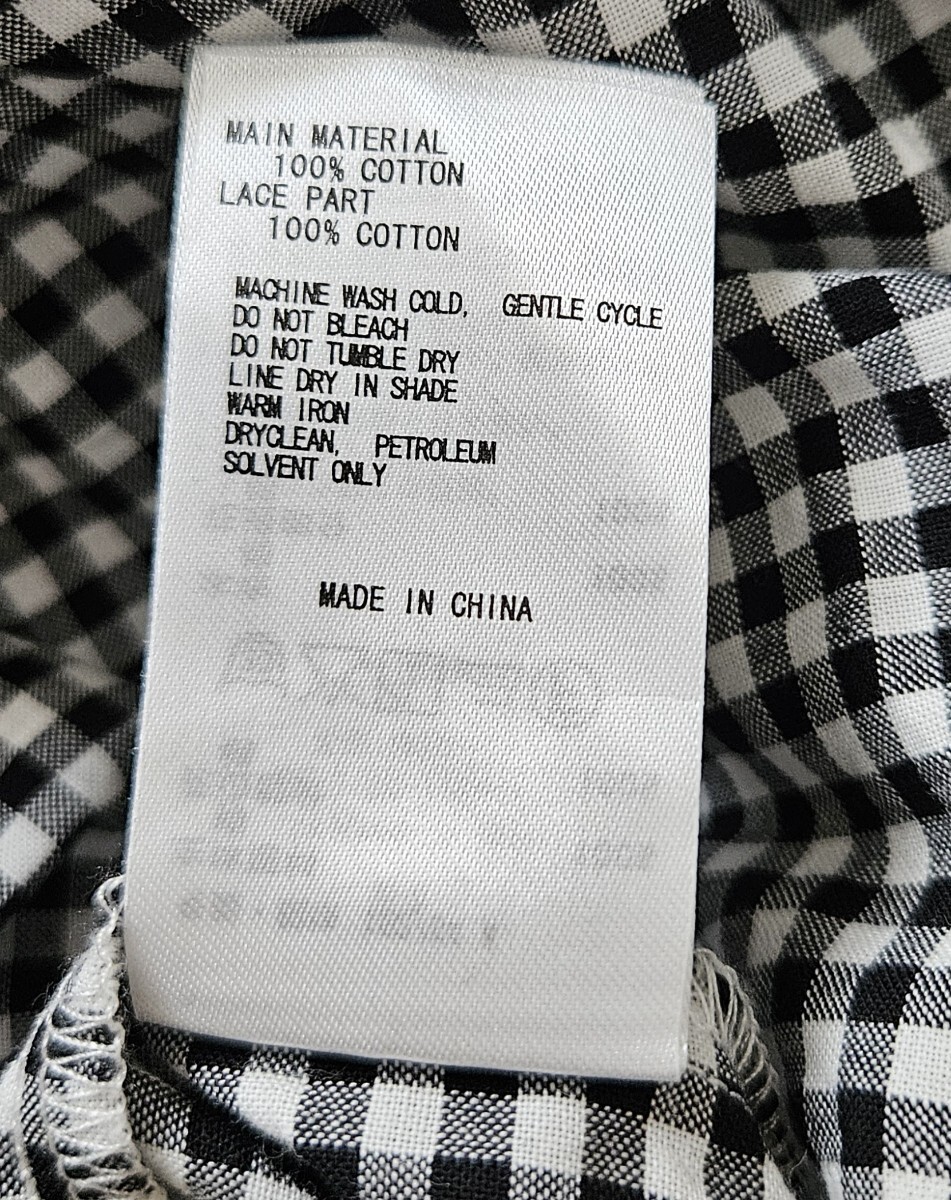 MAIN MATERIAL
100% COTTON
LACE PART
100% COTTON
MACHINE WASH COLD, GENTLE CYCLE
DO NOT BLEACH
DO NOT TUMBLE DRY
LINE DRY IN SHADE
WARM IRON
DRYCLEAN, PETROLEUM
SOLVENT ONLY
MADE IN CHINA